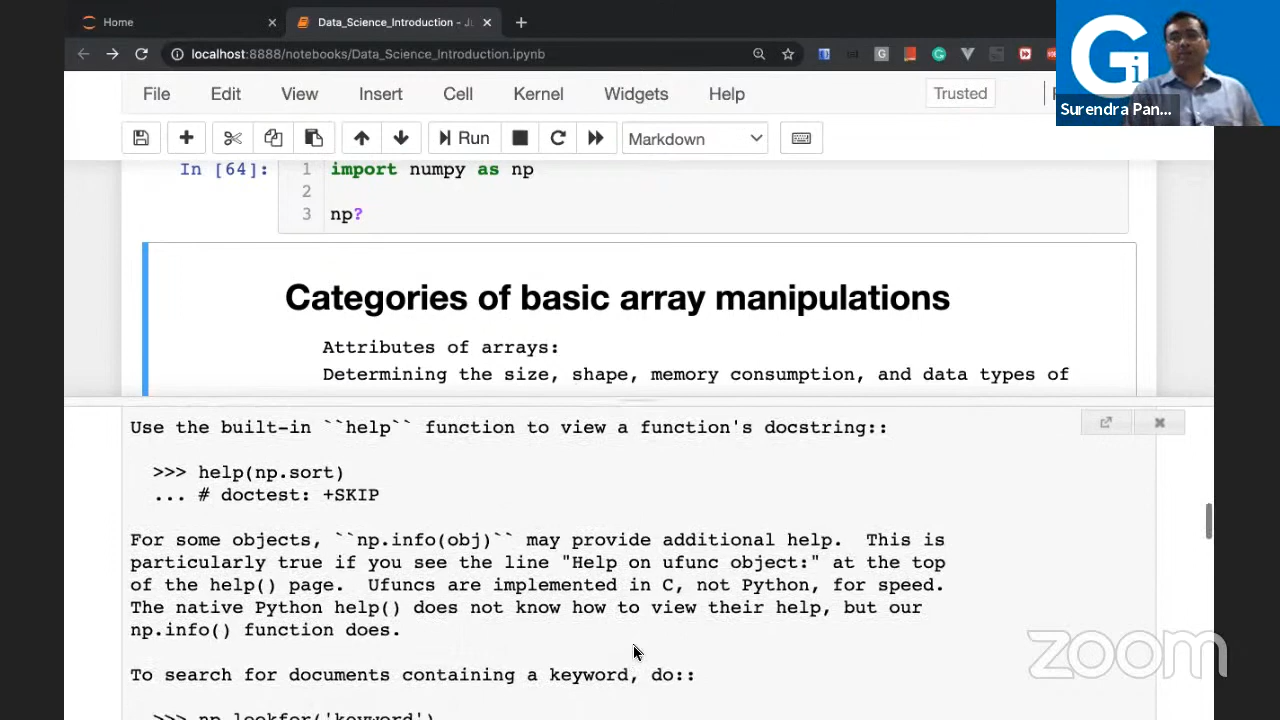 Home
Data_Science_Introduction - Ju
localhost:8888/notebooks/Data_Science_Introduction.ipynb
Gi
Surendra Pan...
File Edit View Insert Cell Kernel Widgets Help Trusted
Run Markdown
In [64]: 1 import numpy as np
2
3 np?
Categories of basic array manipulations
Attributes of arrays:
Determining the size, shape, memory consumption, and data types of
Use the built-in ``help`` function to view a function's docstring::
>>> help(np.sort)
... # doctest: +SKIP
For some objects, ``np.info(obj)`` may provide additional help.  This is
particularly true if you see the line "Help on ufunc object:" at the top
of the help() page.  Ufuncs are implemented in C, not Python, for speed.
The native Python help() does not know how to view their help, but our
np.info() function does.
To search for documents containing a keyword, do::
>>> np.lookfor('keyword')
zoom